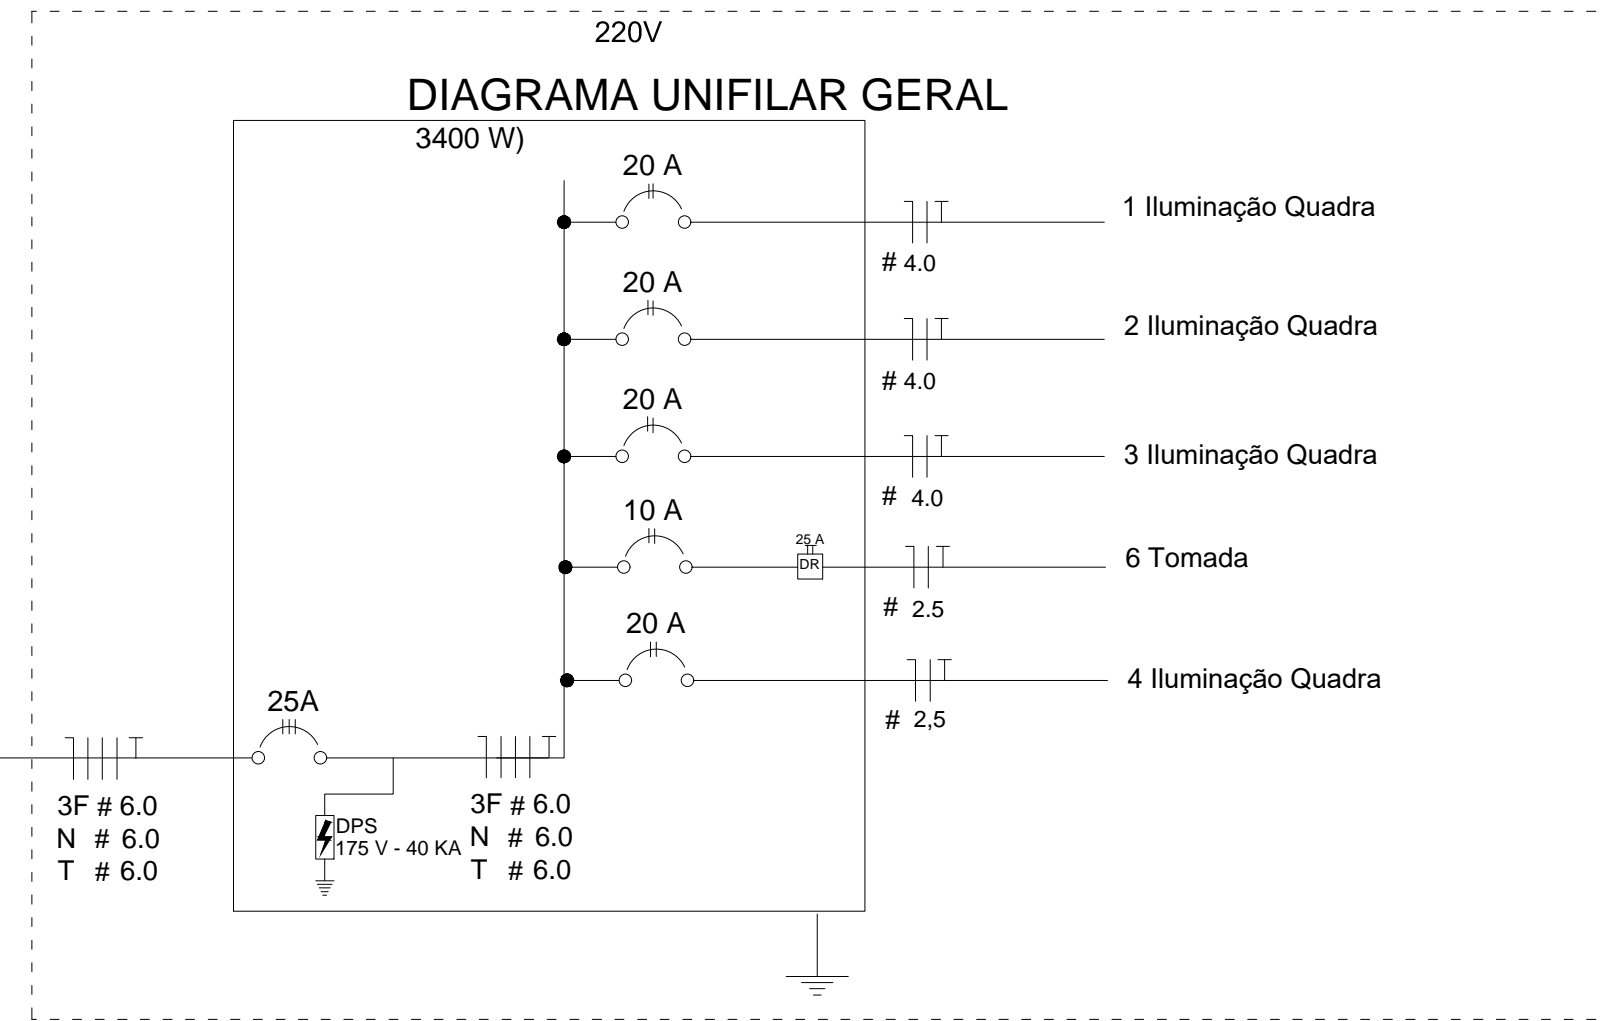 220V
DIAGRAMA UNIFILAR GERAL
3400 W)
20 A
1 Iluminação Quadra
# 4.0
20 A
2 Iluminação Quadra
# 4.0
20 A
3 Iluminação Quadra
# 4.0
10 A
25 A
DR
6 Tomada
# 2.5
20 A
4 Iluminação Quadra
# 2,5
25A
3F # 6.0
N # 6.0
T # 6.0
DPS
175 V - 40 KA
3F # 6.0
N # 6.0
T # 6.0